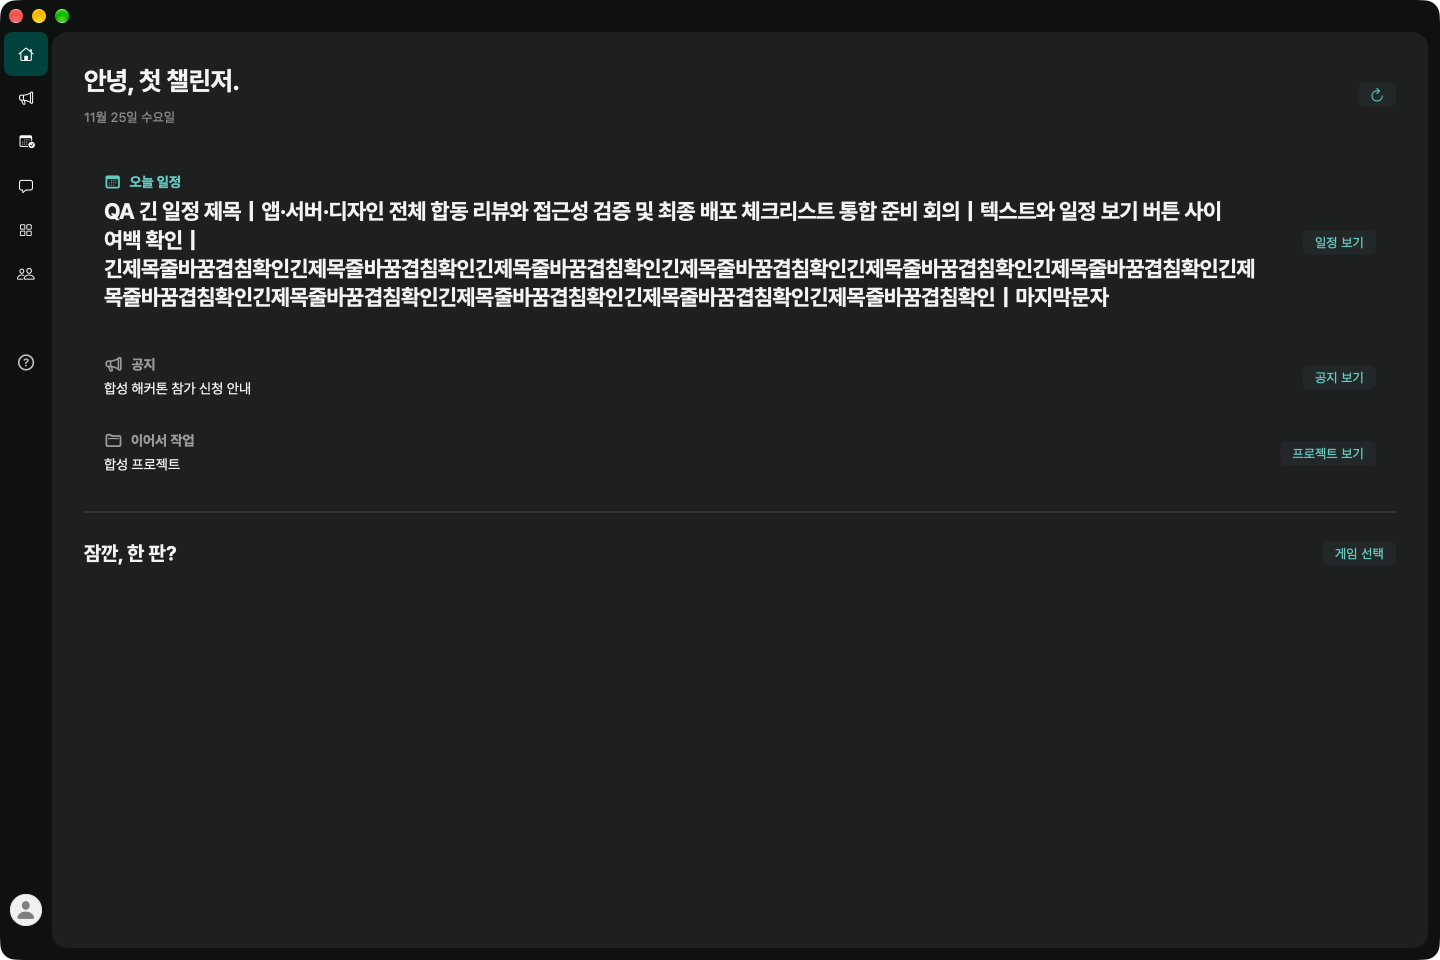 안녕, 첫 챌린저.
11월 25일 수요일
오늘 일정
QA 긴 일정 제목 | 앱·서버·디자인 전체 합동 리뷰와 접근성 검증 및 최종 배포 체크리스트 통합 준비 회의 | 텍스트와 일정 보기 버튼 사이
여백 확인 |
긴제목줄바꿈겹침확인긴제목줄바꿈겹침확인긴제목줄바꿈겹침확인긴제목줄바꿈겹침확인긴제목줄바꿈겹침확인긴제목줄바꿈겹침확인긴제
목줄바꿈겹침확인긴제목줄바꿈겹침확인긴제목줄바꿈겹침확인긴제목줄바꿈겹침확인긴제목줄바꿈겹침확인 | 마지막문자
일정 보기
공지
합성 해커톤 참가 신청 안내
공지 보기
이어서 작업
합성 프로젝트
프로젝트 보기
잠깐, 한 판?
게임 선택